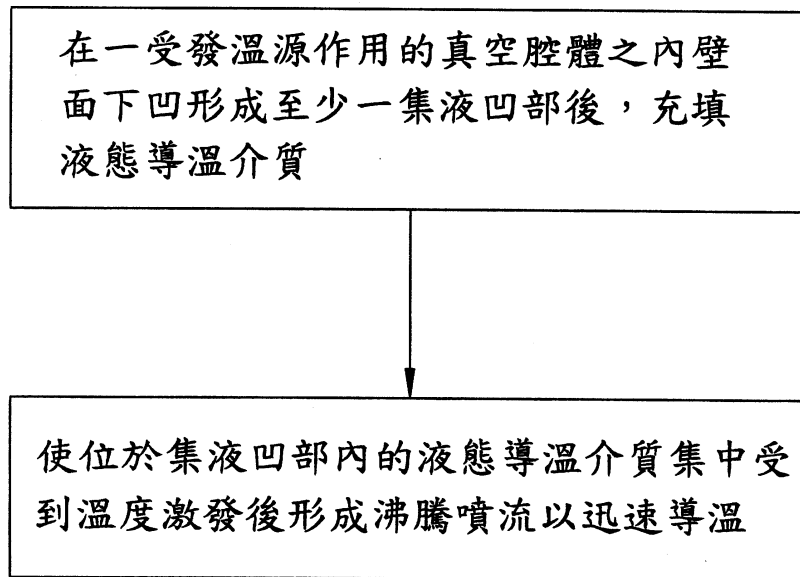 在一受發溫源作用的真空腔體之內壁
面下凹形成至少一集液凹部後，充填
液態導溫介質
使位於集液凹部內的液態導溫介質集中受
到溫度激發後形成沸騰噴流以迅速導溫